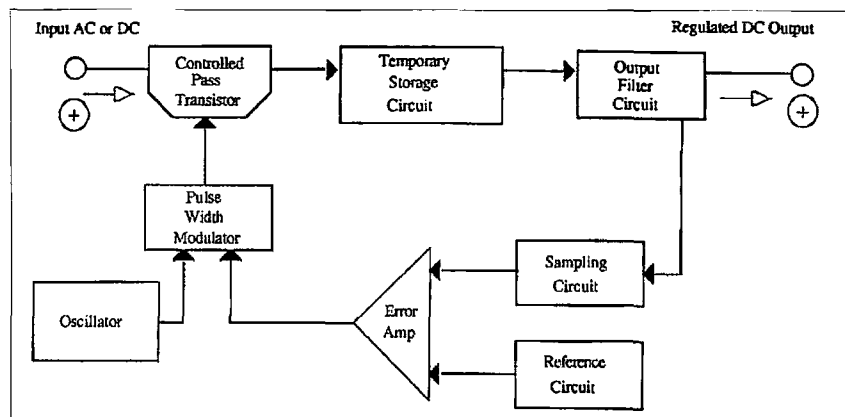 Input AC or DC
Regulated DC Output
Controlled
Pass
Transistor
Temporary
Storage
Circuit
Output
Filter
Circuit
+
+
Pulse
Width
Modulator
Oscillator
Error
Amp
Sampling
Circuit
Reference
Circuit